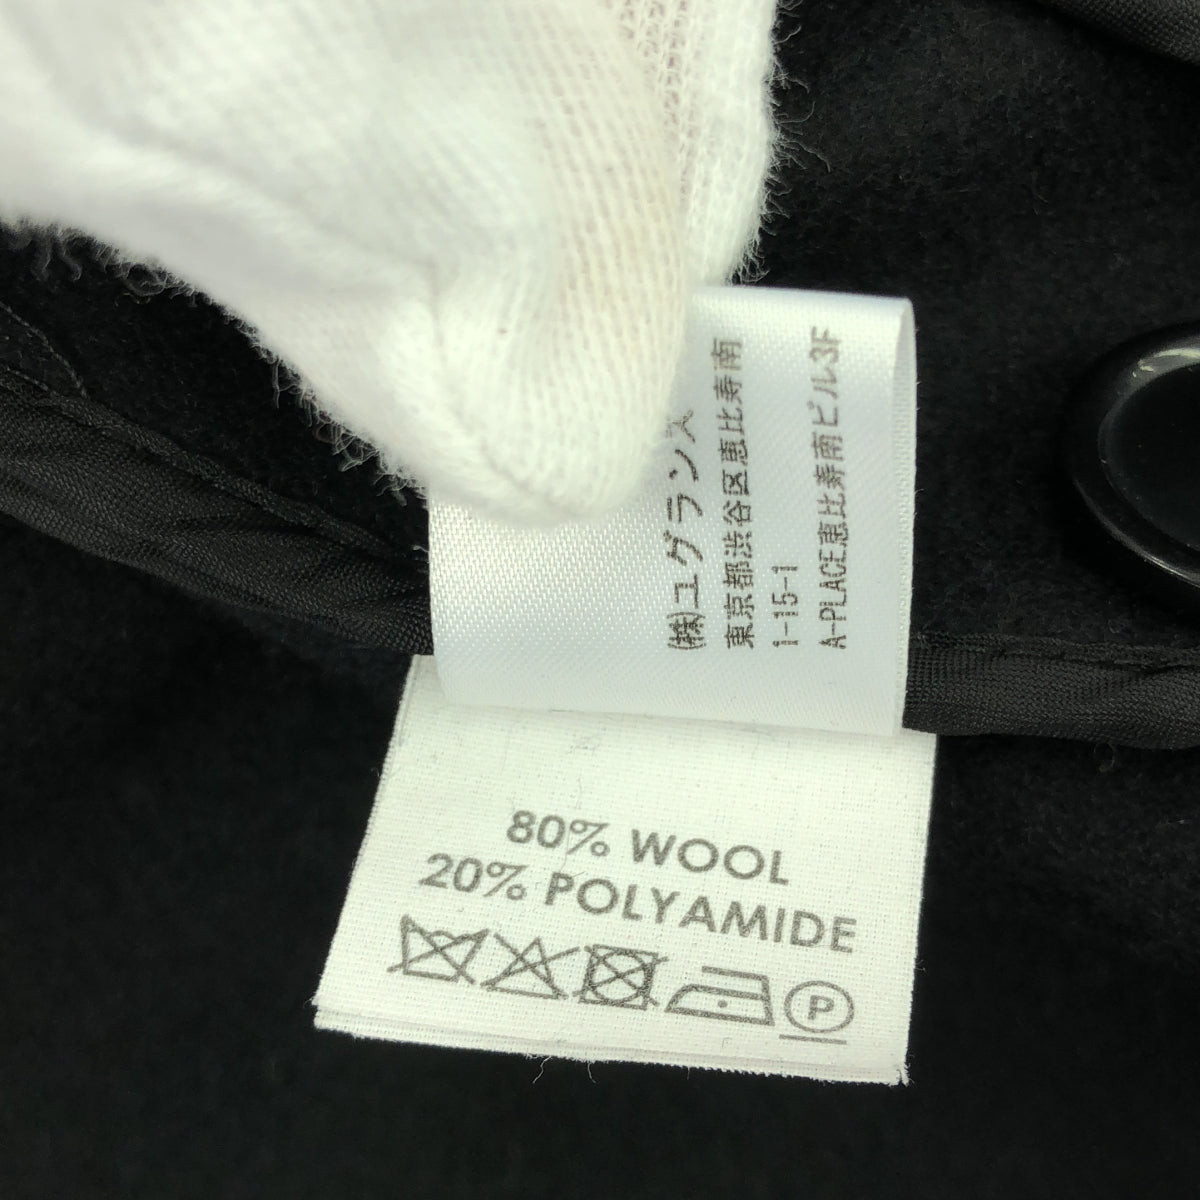 (株)ユグランス
東京都渋谷区恵比寿南
1-15-1
A-PLACE恵比寿南ビル3F
80% WOOL
20% POLYAMIDE
P